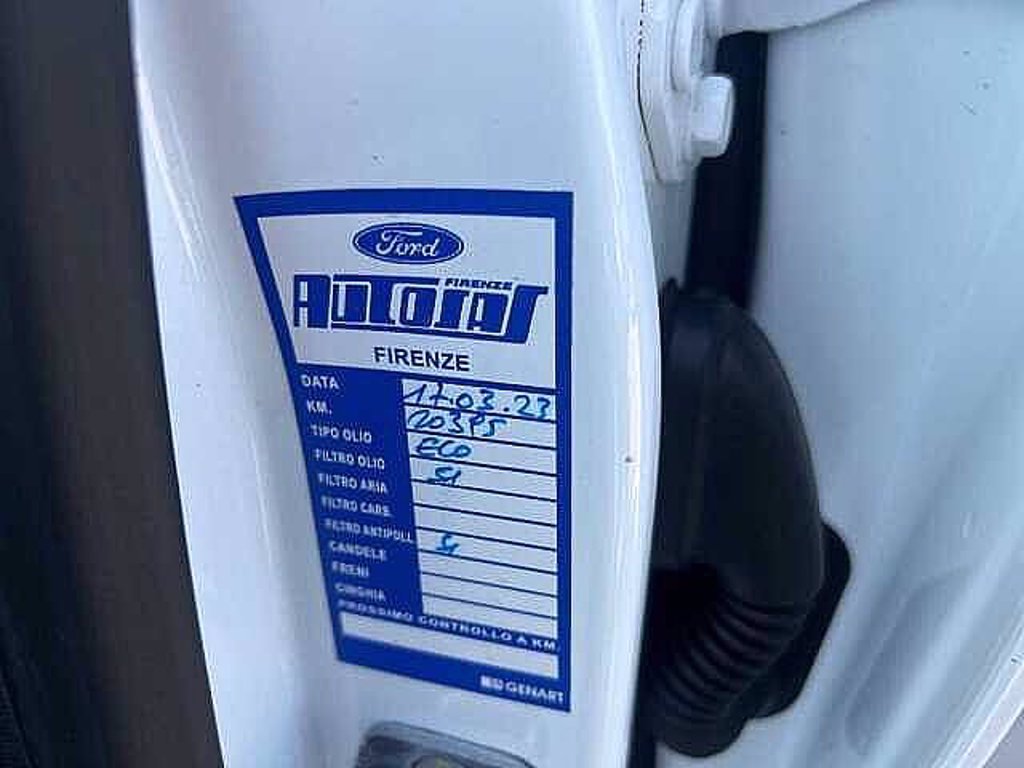 Ford
FIRENZE
AUTOSAS
FIRENZE
DATA 17.03.23
KM.
TIPO OLIO ECO
FILTRO OLIO SI
FILTRO ARIA
FILTRO CARB.
FILTRO ANTIPOLL. SI
CANDELE
FRENI
CINGHIA
PROSSIMO CONTROLLO A KM.
GENART